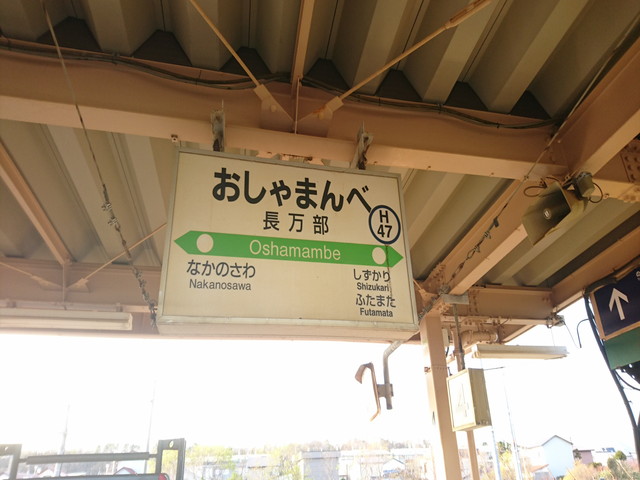 おしゃまんべ
長万部
H
47
Oshamambe
なかのさわ
Nakanosawa
しずかり
Shizukari
ふたまた
Futamata